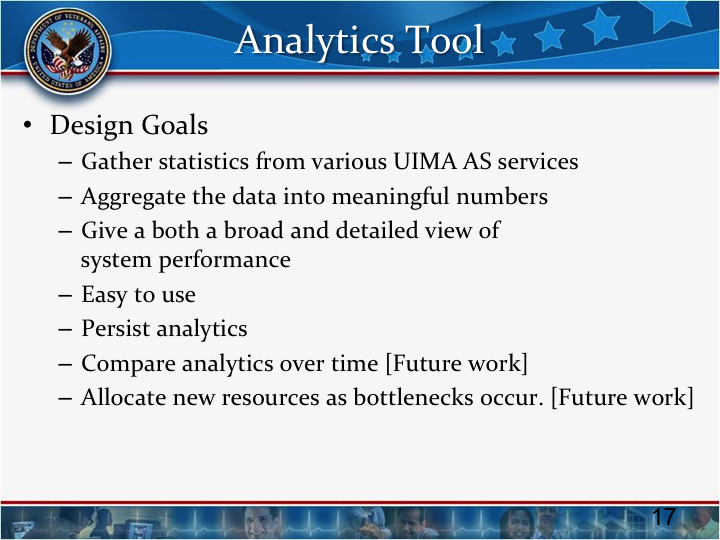 DEPARTMENT OF VETERANS AFFAIRS
UNITED STATES OF AMERICA
Analytics Tool
• Design Goals
– Gather statistics from various UIMA AS services
– Aggregate the data into meaningful numbers
– Give a both a broad and detailed view of
system performance
– Easy to use
– Persist analytics
– Compare analytics over time [Future work]
– Allocate new resources as bottlenecks occur. [Future work]
17